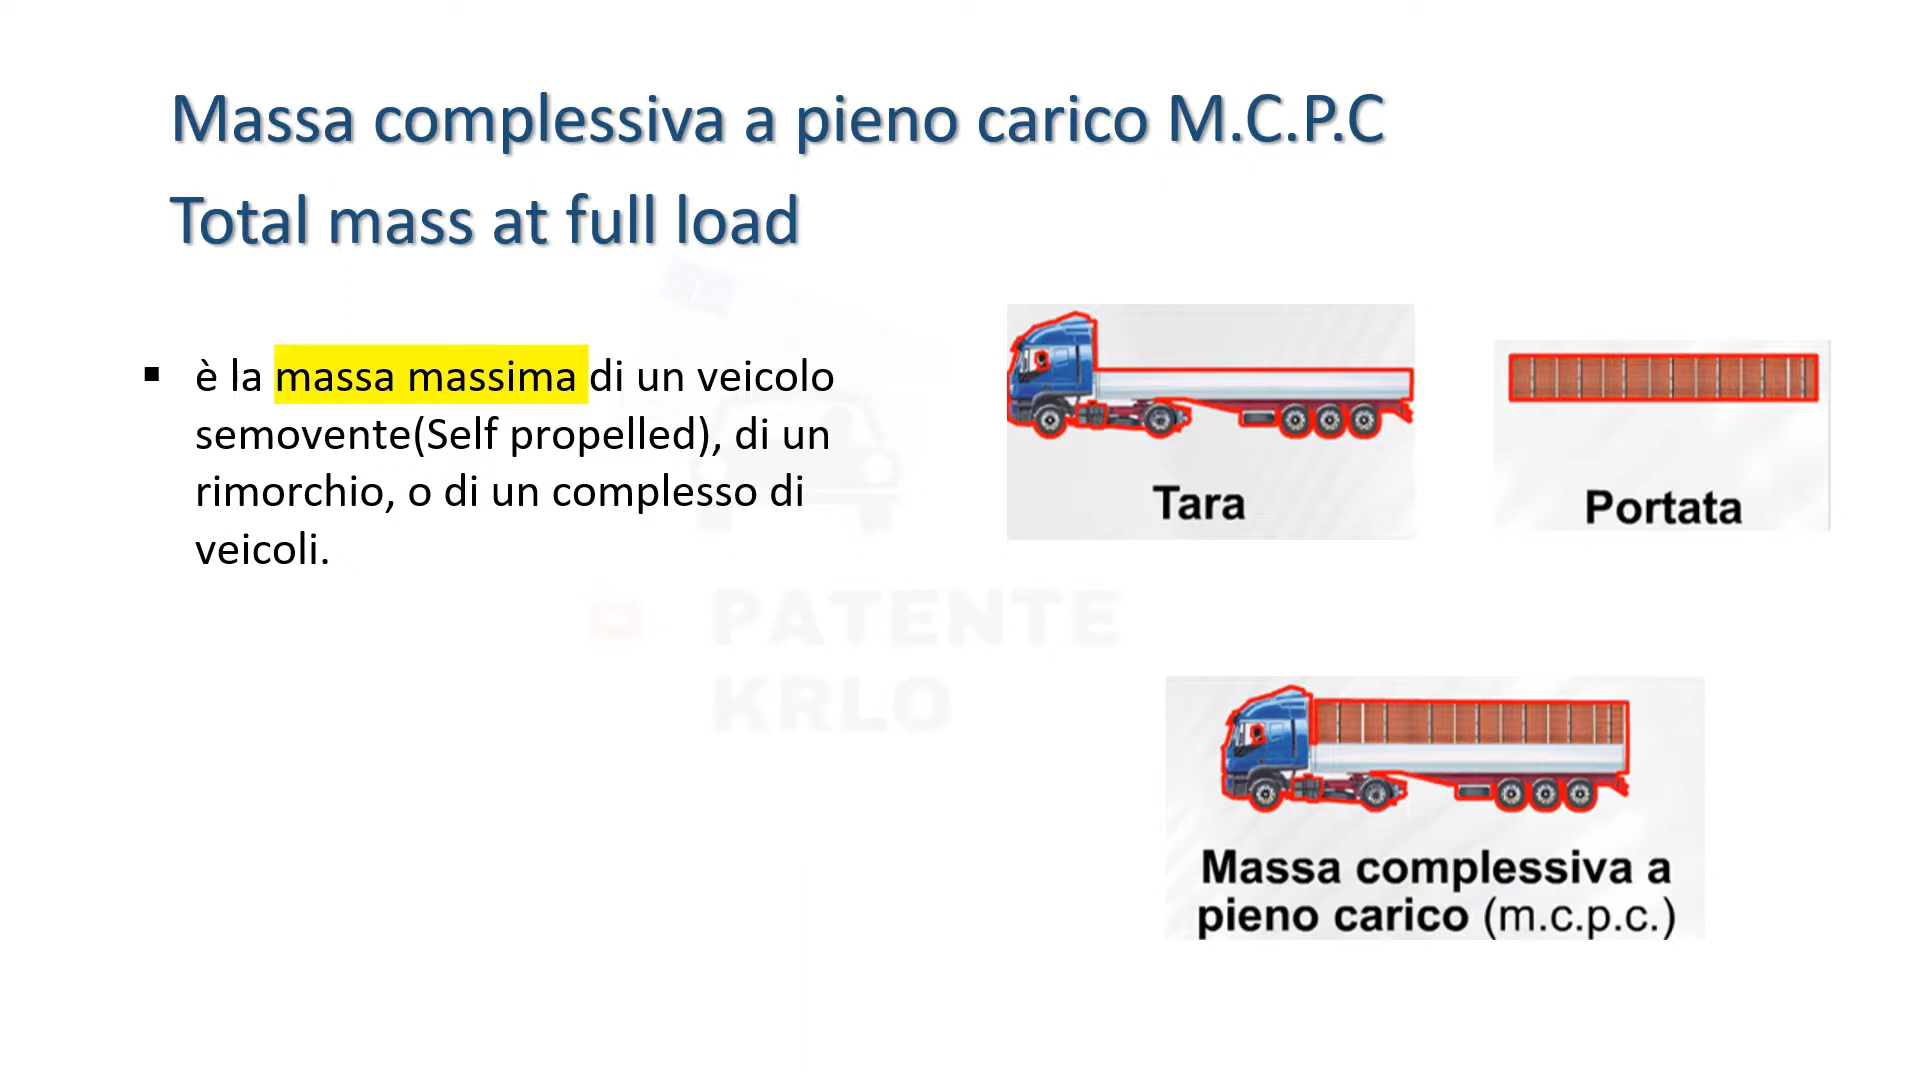 Massa complessiva a pieno carico M.C.P.C
Total mass at full load
▪ è la massa massima di un veicolo
semovente(Self propelled), di un
rimorchio, o di un complesso di
veicoli.
Tara
Portata
PATENTE
KRLO
Massa complessiva a
pieno carico (m.c.p.c.)